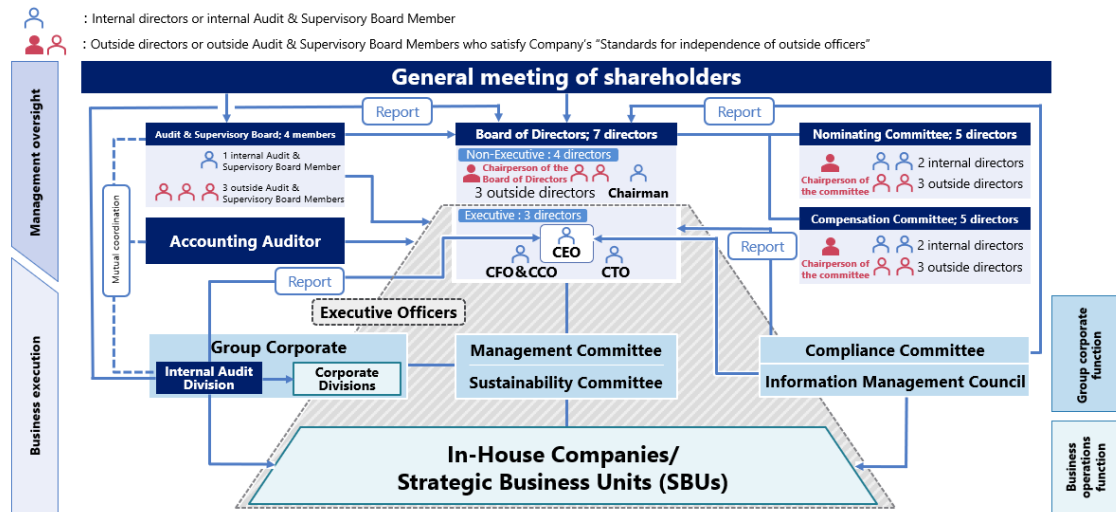 : Internal directors or internal Audit & Supervisory Board Member
: Outside directors or outside Audit & Supervisory Board Members who satisfy Company's "Standards for independence of outside officers"
Management oversight
Business execution
General meeting of shareholders
Report
Report
Audit & Supervisory Board; 4 members
1 internal Audit &
Supervisory Board Member
3 outside Audit &
Supervisory Board Members
Mutual coordination
Accounting Auditor
Board of Directors; 7 directors
Non-Executive : 4 directors
Chairperson of the
Board of Directors
3 outside directors
Chairman
Executive : 3 directors
CEO
CFO&CCO
CTO
Nominating Committee; 5 directors
Chairperson of
the committee
2 internal directors
3 outside directors
Compensation Committee; 5 directors
Chairperson of
the committee
2 internal directors
3 outside directors
Report
Report
Executive Officers
Group Corporate
Internal Audit
Division
Corporate
Divisions
Management Committee
Sustainability Committee
Compliance Committee
Information Management Council
Group corporate
function
In-House Companies/
Strategic Business Units (SBUs)
Business
operations
function